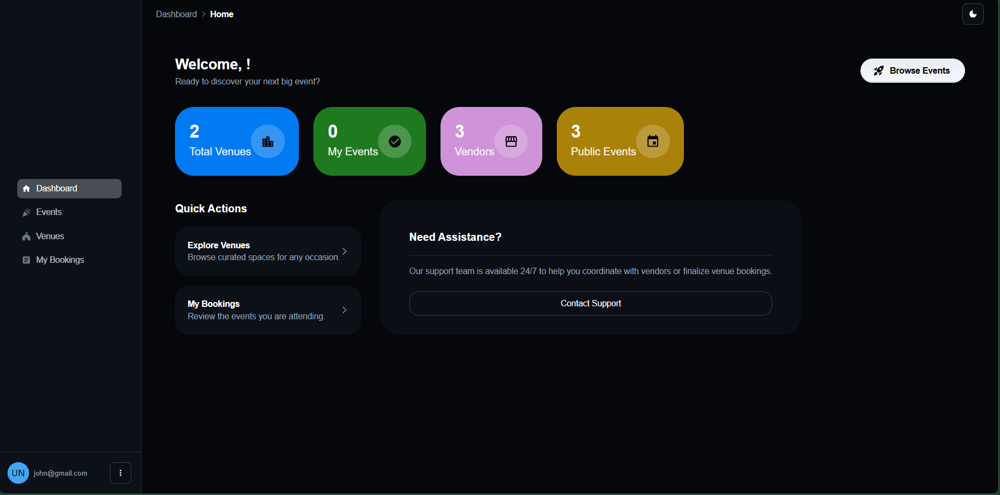 Dashboard > Home
Welcome, !
Ready to discover your next big event?
Browse Events
2
Total Venues
0
My Events
3
Vendors
3
Public Events
Dashboard
Events
Venues
My Bookings
Quick Actions
Explore Venues
Browse curated spaces for any occasion.
My Bookings
Review the events you are attending.
Need Assistance?
Our support team is available 24/7 to help you coordinate with vendors or finalize venue bookings.
Contact Support
UN
john@gmail.com